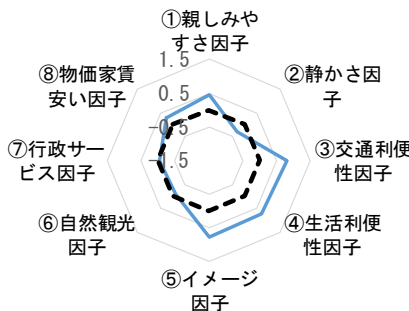 ①親しみや
すさ因子
②静かさ因
子
③交通利便
性因子
④生活利便
性因子
⑤イメージ
因子
⑥自然観光
因子
⑦行政サー
ビス因子
⑧物価家賃
安い因子
1.5
0.5
-0.5
-1.5